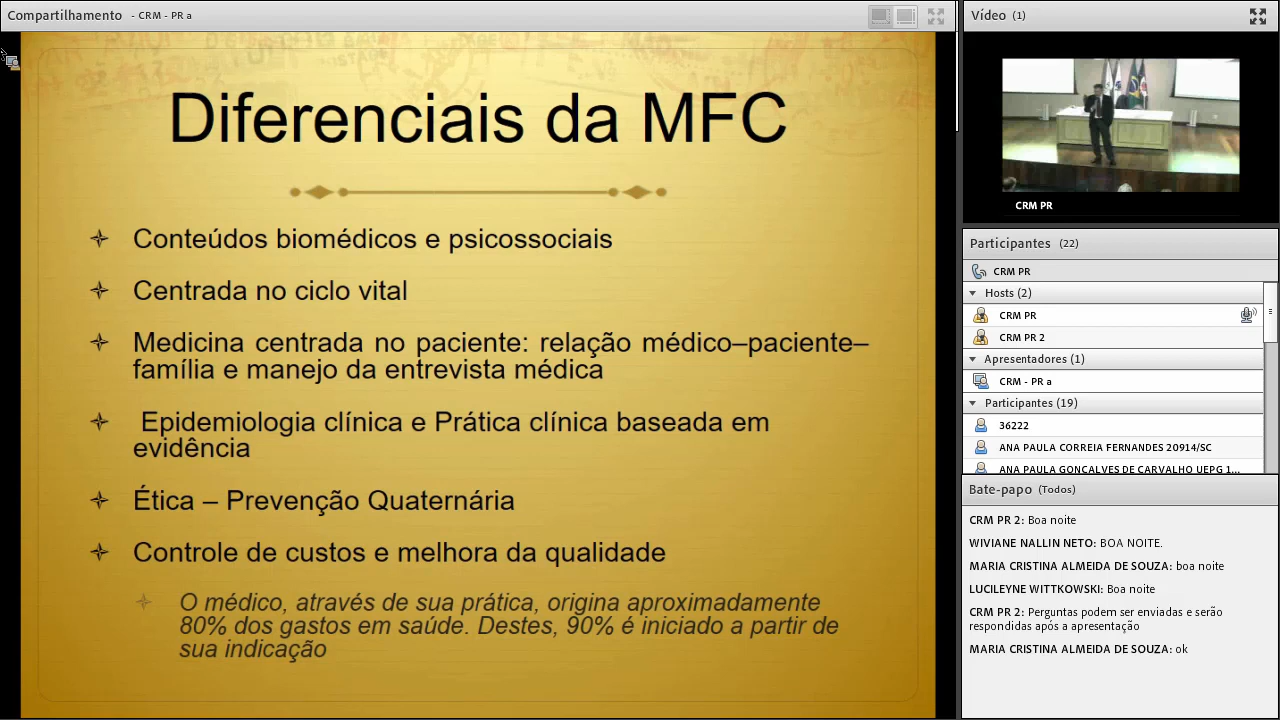 Compartilhamento - CRM - PR a
Diferenciais da MFC
Conteúdos biomédicos e psicossociais
Centrada no ciclo vital
Medicina centrada no paciente: relação médico–paciente–
família e manejo da entrevista médica
Epidemiologia clínica e Prática clínica baseada em
evidência
Ética – Prevenção Quaternária
Controle de custos e melhora da qualidade
O médico, através de sua prática, origina aproximadamente
80% dos gastos em saúde. Destes, 90% é iniciado a partir de
sua indicação
Vídeo (1)
CRM PR
Participantes (22)
CRM PR
Hosts (2)
CRM PR
CRM PR 2
Apresentadores (1)
CRM - PR a
Participantes (19)
36222
ANA PAULA CORREIA FERNANDES 20914/SC
ANA PAULA GONÇALVES DE CARVALHO UEPG 1...
Bate-papo (Todos)
CRM PR 2: Boa noite
WIVIANE NALLIN NETO: BOA NOITE.
MARIA CRISTINA ALMEIDA DE SOUZA: boa noite
LUCILEYNE WITTKOWSKI: Boa noite
CRM PR 2: Perguntas podem ser enviadas e serão
respondidas após a apresentação
MARIA CRISTINA ALMEIDA DE SOUZA: ok